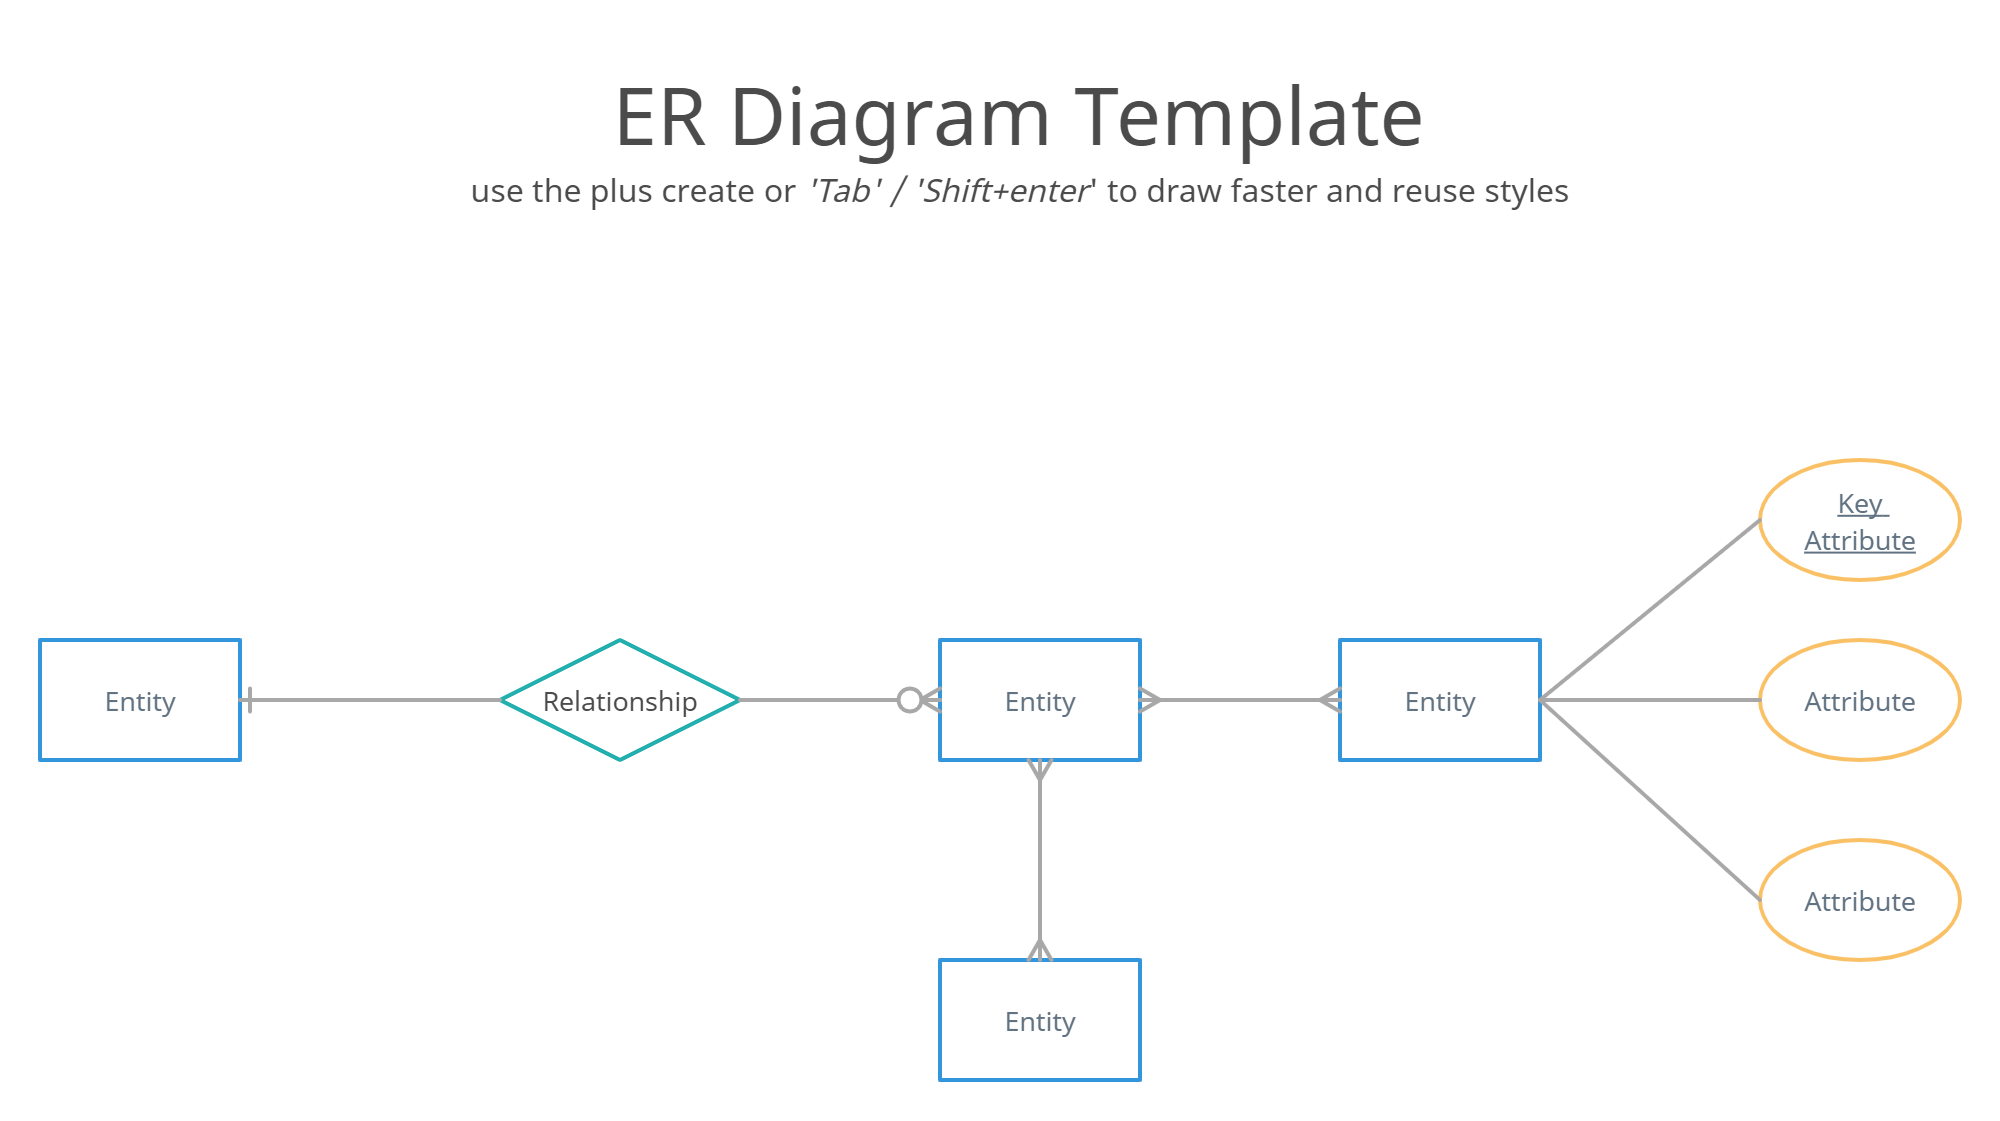 ER Diagram Template
use the plus create or 'Tab' / 'Shift+enter' to draw faster and reuse styles
Key
Attribute
Entity
Relationship
Entity
Entity
Attribute
Attribute
Entity